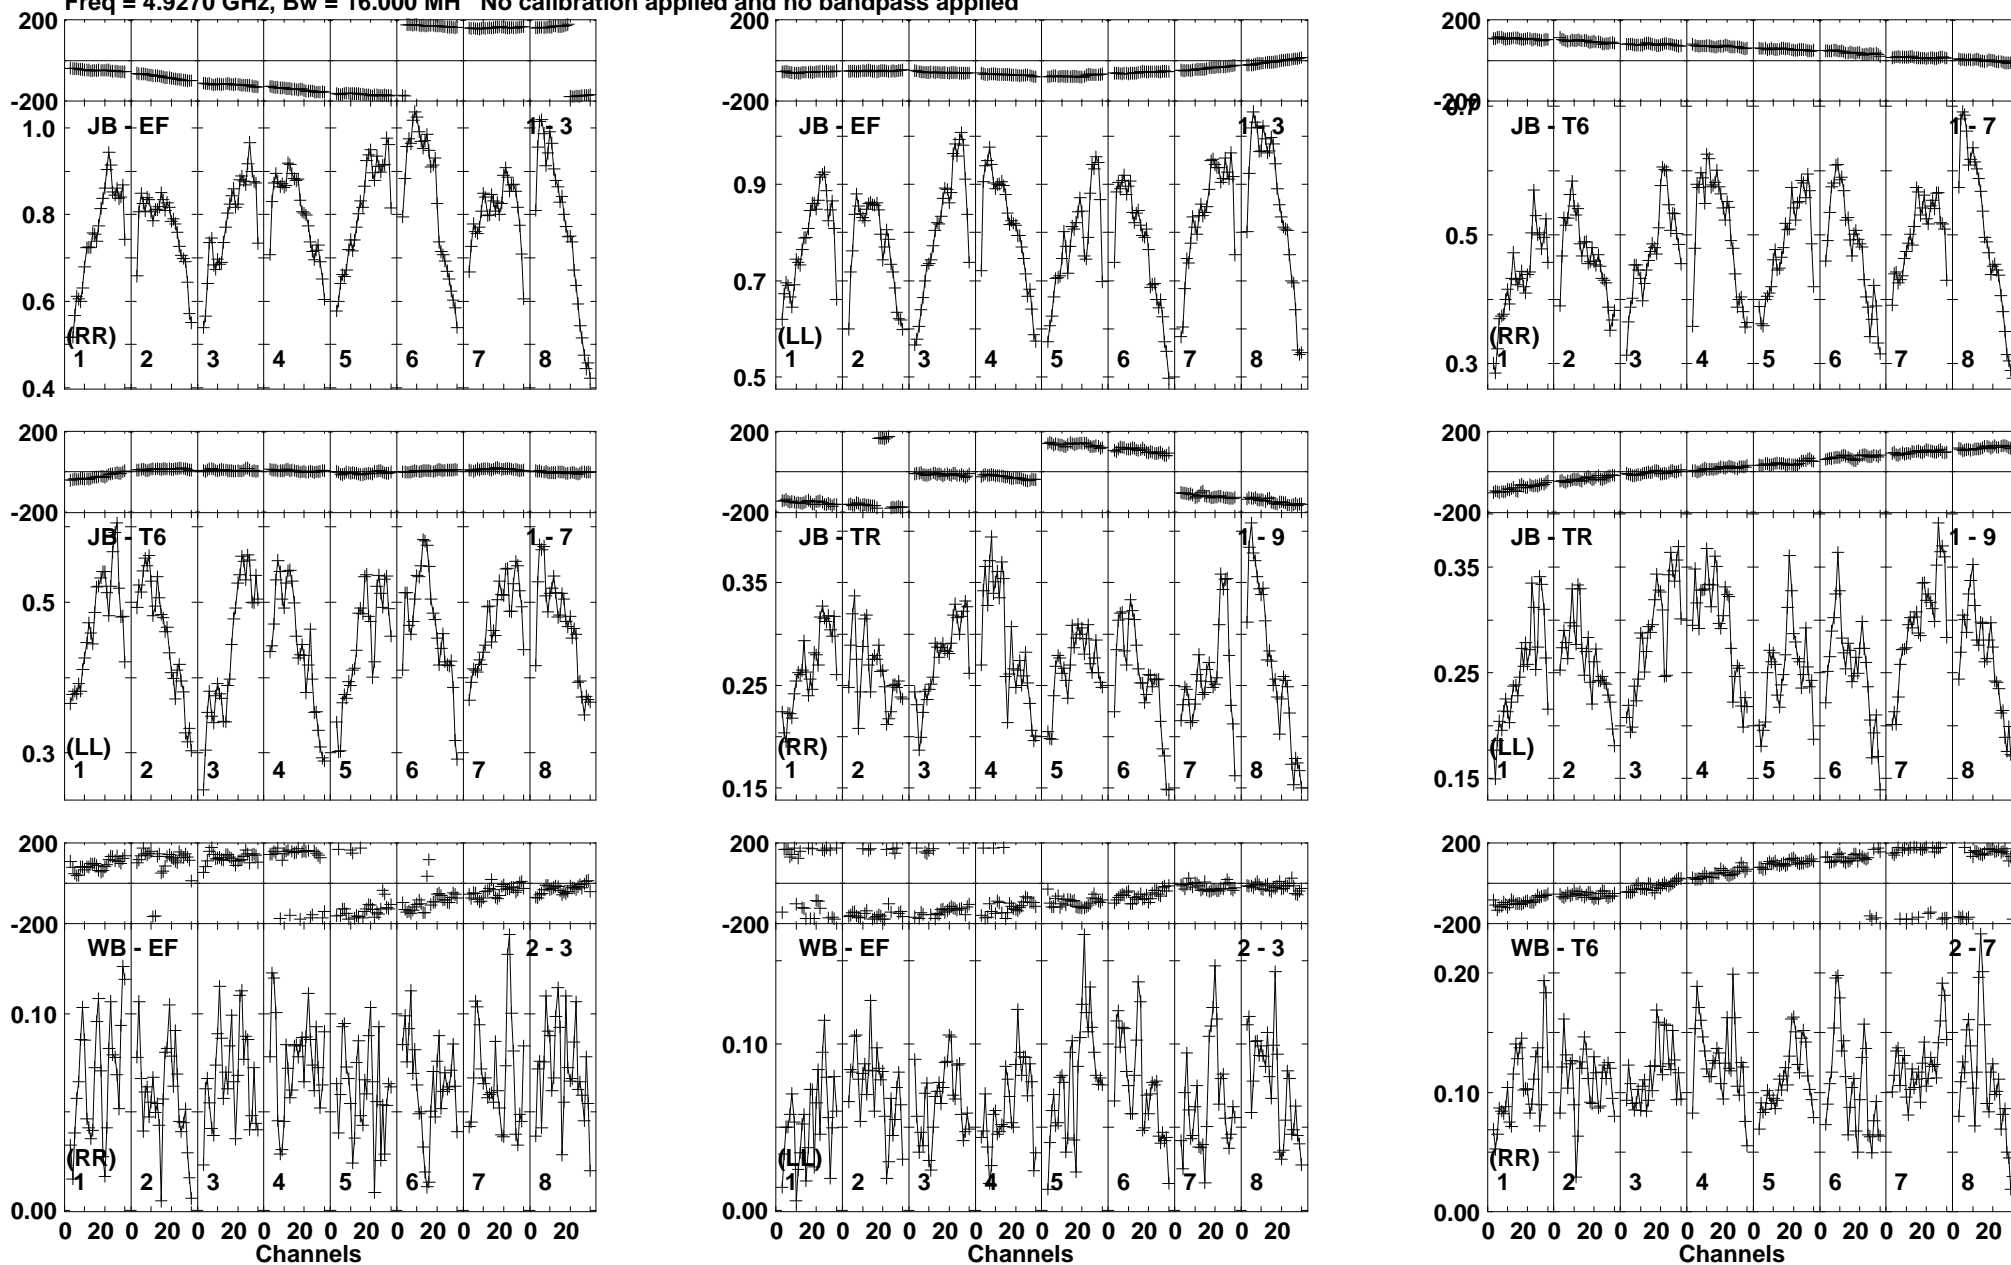 Freq = 4.9270 GHz, Bw = 16.000 MH No calibration applied and no bandpass applied
200 200 200
-200 -200 -200
JB - EF 1 - 3 JB - EF 1 - 3 JB - T6 1 - 7
1.0 0.9 0.7
0.8 0.7 0.5
0.6 0.5 0.3
0.4
(RR) (LL) (RR)
1 2 3 4 5 6 7 8 1 2 3 4 5 6 7 8 1 2 3 4 5 6 7 8
200 200 200
-200 -200 -200
JB - T6 1 - 7 JB - TR 1 - 9 JB - TR 1 - 9
0.5 0.35 0.35
0.3 0.25 0.25
0.15 0.15
(LL) (RR) (LL)
1 2 3 4 5 6 7 8 1 2 3 4 5 6 7 8 1 2 3 4 5 6 7 8
200 200 200
-200 -200 -200
WB - EF 2 - 3 WB - EF 2 - 3 WB - T6 2 - 7
0.10 0.10 0.20
0.00 0.00 0.10
0.00
(RR) (LL) (RR)
1 2 3 4 5 6 7 8 1 2 3 4 5 6 7 8 1 2 3 4 5 6 7 8
0 20 0 20 0 20 0 20 0 20 0 20 0 20 0 20 0 20 0 20 0 20 0 20 0 20 0 20 0 20 0 20 0 20 0 20 0 20 0 20 0 20 0 20 0 20 0 20
Channels Channels Channels